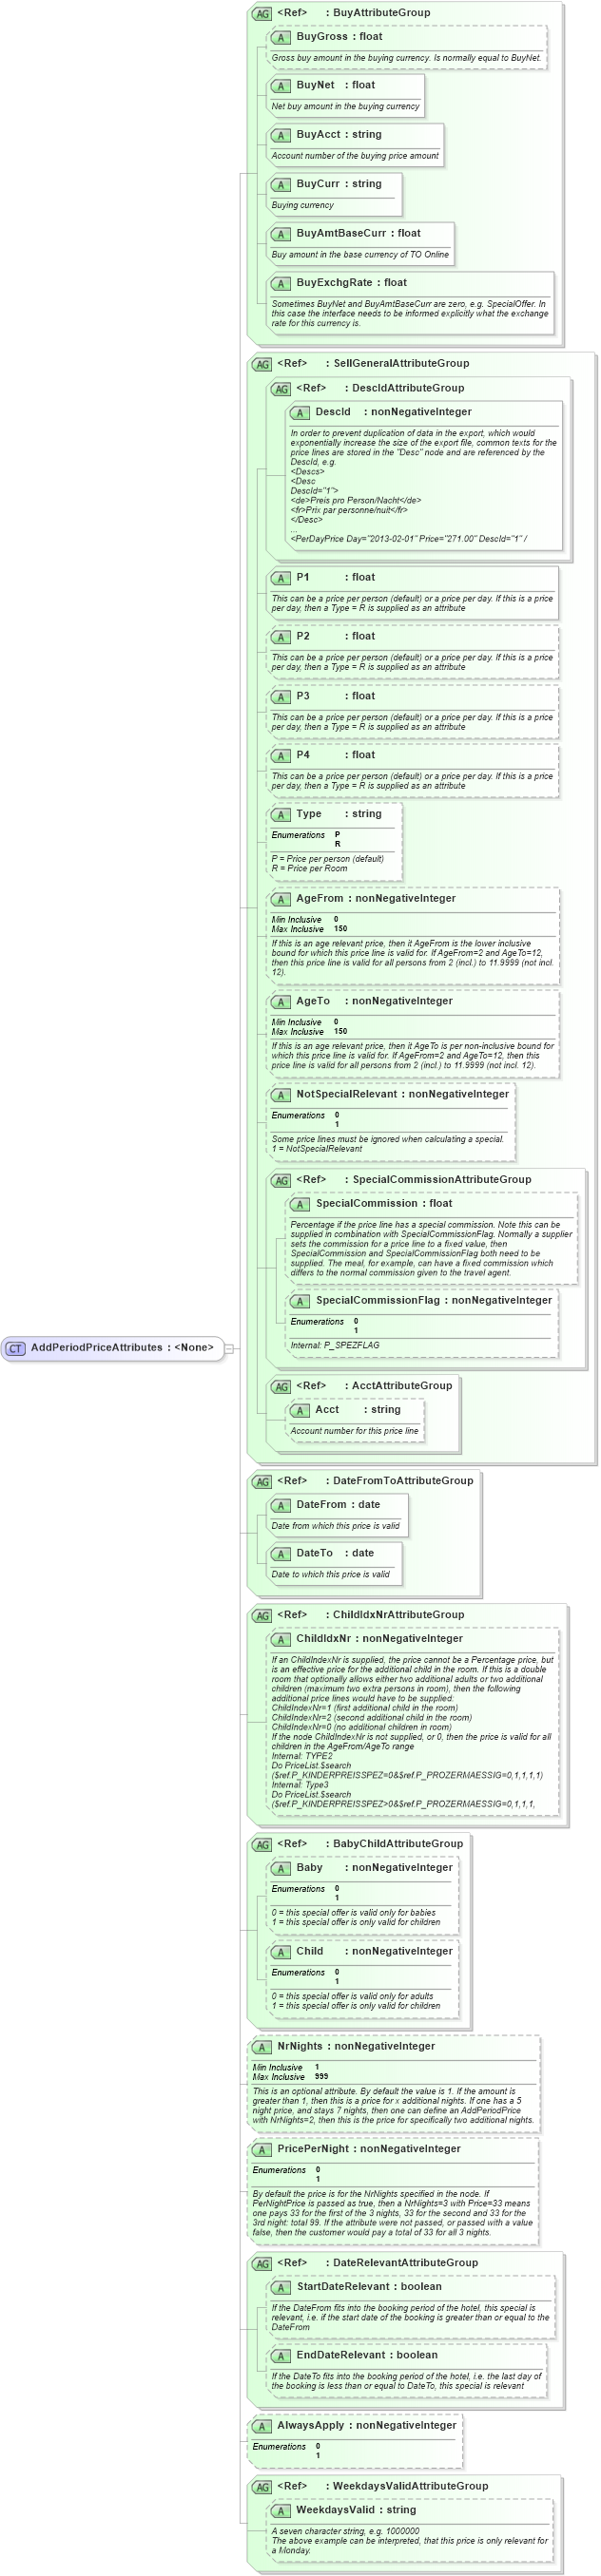 AG <Ref> : BuyAttributeGroup
A BuyGross : float
Gross buy amount in the buying currency. Is normally equal to BuyNet.
A BuyNet : float
Net buy amount in the buying currency
A BuyAcct : string
Account number of the buying price amount
A BuyCurr : string
Buying currency
A BuyAmtBaseCurr : float
Buy amount in the base currency of TO Online
A BuyExchgRate : float
Sometimes BuyNet and BuyAmtBaseCurr are zero, e.g. SpecialOffer. In
this case the interface needs to be informed explicitly what the exchange
rate for this currency is.
AG <Ref> : SellGeneralAttributeGroup
AG <Ref> : DescIdAttributeGroup
A DescId : nonNegativeInteger
In order to prevent duplication of data in the export, which would
exponentially increase the size of the export file, common texts for the
price lines are stored in the "Desc" node and are referenced by the
DescId, e.g.
<Descs>
<Desc
DescId="1">
<de>Preis pro Person/Nacht</de>
<fr>Prix par personne/nuit</fr>
</Desc>
...
<PerDayPrice Day="2013-02-01" Price="271.00" DescId="1" /
A P1 : float
This can be a price per person (default) or a price per day. If this is a price
per day, then a Type = R is supplied as an attribute
A P2 : float
This can be a price per person (default) or a price per day. If this is a price
per day, then a Type = R is supplied as an attribute
A P3 : float
This can be a price per person (default) or a price per day. If this is a price
per day, then a Type = R is supplied as an attribute
A P4 : float
This can be a price per person (default) or a price per day. If this is a price
per day, then a Type = R is supplied as an attribute
A Type : string
Enumerations P
R
P = Price per person (default)
R = Price per Room
A AgeFrom : nonNegativeInteger
Min Inclusive 0
Max Inclusive 150
If this is an age relevant price, then it AgeFrom is the lower inclusive
bound for which this price line is valid for. If AgeFrom=2 and AgeTo=12,
then this price line is valid for all persons from 2 (incl.) to 11.9999 (not incl.
12).
A AgeTo : nonNegativeInteger
Min Inclusive 0
Max Inclusive 150
If this is an age relevant price, then it AgeTo is per non-inclusive bound for
which this price line is valid for. If AgeFrom=2 and AgeTo=12, then this
price line is valid for all persons from 2 (incl.) to 11.9999 (not incl. 12).
A NotSpecialRelevant : nonNegativeInteger
Enumerations 0
1
Some price lines must be ignored when calculating a special.
1 = NotSpecialRelevant
AG <Ref> : SpecialCommissionAttributeGroup
A SpecialCommission : float
Percentage if the price line has a special commission. Note this can be
supplied in combination with SpecialCommissionFlag. Normally a supplier
sets the commission for a price line to a fixed value, then
SpecialCommission and SpecialCommissionFlag both need to be
supplied. The meal, for example, can have a fixed commission which
differs to the normal commission given to the travel agent.
A SpecialCommissionFlag : nonNegativeInteger
Enumerations 0
1
Internal: P_SPEZFLAG
CT AddPeriodPriceAttributes : <None>
AG <Ref> : AcctAttributeGroup
A Acct : string
Account number for this price line
AG <Ref> : DateFromToAttributeGroup
A DateFrom : date
Date from which this price is valid
A DateTo : date
Date to which this price is valid
AG <Ref> : ChildIdxNrAttributeGroup
A ChildIdxNr : nonNegativeInteger
If an ChildIndexNr is supplied, the price cannot be a Percentage price, but
is an effective price for the additional child in the room. If this is a double
room that optionally allows either two additional adults or two additional
children (maximum two extra persons in room), then the following
additional price lines would have to be supplied:
ChildIndexNr=1 (first additional child in the room)
ChildIndexNr=2 (second additional child in the room)
ChildIndexNr=0 (no additional children in room)
If the node ChildIndexNr is not supplied, or 0, then the price is valid for all
children in the AgeFrom/AgeTo range
Internal: TYPE2
Do PriceList.$search
($ref.P_KINDERPREISSPEZ=0&$ref.P_PROZERMAESSIG=0,1,1,1,1)
Internal: Type3
Do PriceList.$search
($ref.P_KINDERPREISSPEZ>0&$ref.P_PROZERMAESSIG=0,1,1,1,
AG <Ref> : BabyChildAttributeGroup
A Baby : nonNegativeInteger
Enumerations 0
1
0 = this special offer is valid only for babies
1 = this special offer is only valid for children
A Child : nonNegativeInteger
Enumerations 0
1
0 = this special offer is valid only for adults
1 = this special offer is only valid for children
A NrNights : nonNegativeInteger
Min Inclusive 1
Max Inclusive 999
This is an optional attribute. By default the value is 1. If the amount is
greater than 1, then this is a price for x additional nights. If one has a 5
night price, and stays 7 nights, then one can define an AddPeriodPrice
with NrNights=2, then this is the price for specifically two additional nights.
A PricePerNight : nonNegativeInteger
Enumerations 0
1
By default the price is for the NrNights specified in the node. If
PerNightPrice is passed as true, then a NrNights=3 with Price=33 means
one pays 33 for the first of the 3 nights, 33 for the second and 33 for the
3rd night: total 99. If the attribute were not passed, or passed with a value
false, then the customer would pay a total of 33 for all 3 nights.
AG <Ref> : DateRelevantAttributeGroup
A StartDateRelevant : boolean
If the DateFrom fits into the booking period of the hotel, this special is
relevant, i.e. if the start date of the booking is greater than or equal to the
DateFrom
A EndDateRelevant : boolean
If the DateTo fits into the booking period of the hotel, i.e. the last day of
the booking is less than or equal to DateTo, this special is relevant
A AlwaysApply : nonNegativeInteger
Enumerations 0
1
AG <Ref> : WeekdaysValidAttributeGroup
A WeekdaysValid : string
A seven character string, e.g. 1000000
The above example can be interpreted, that this price is only relevant for
a Monday.